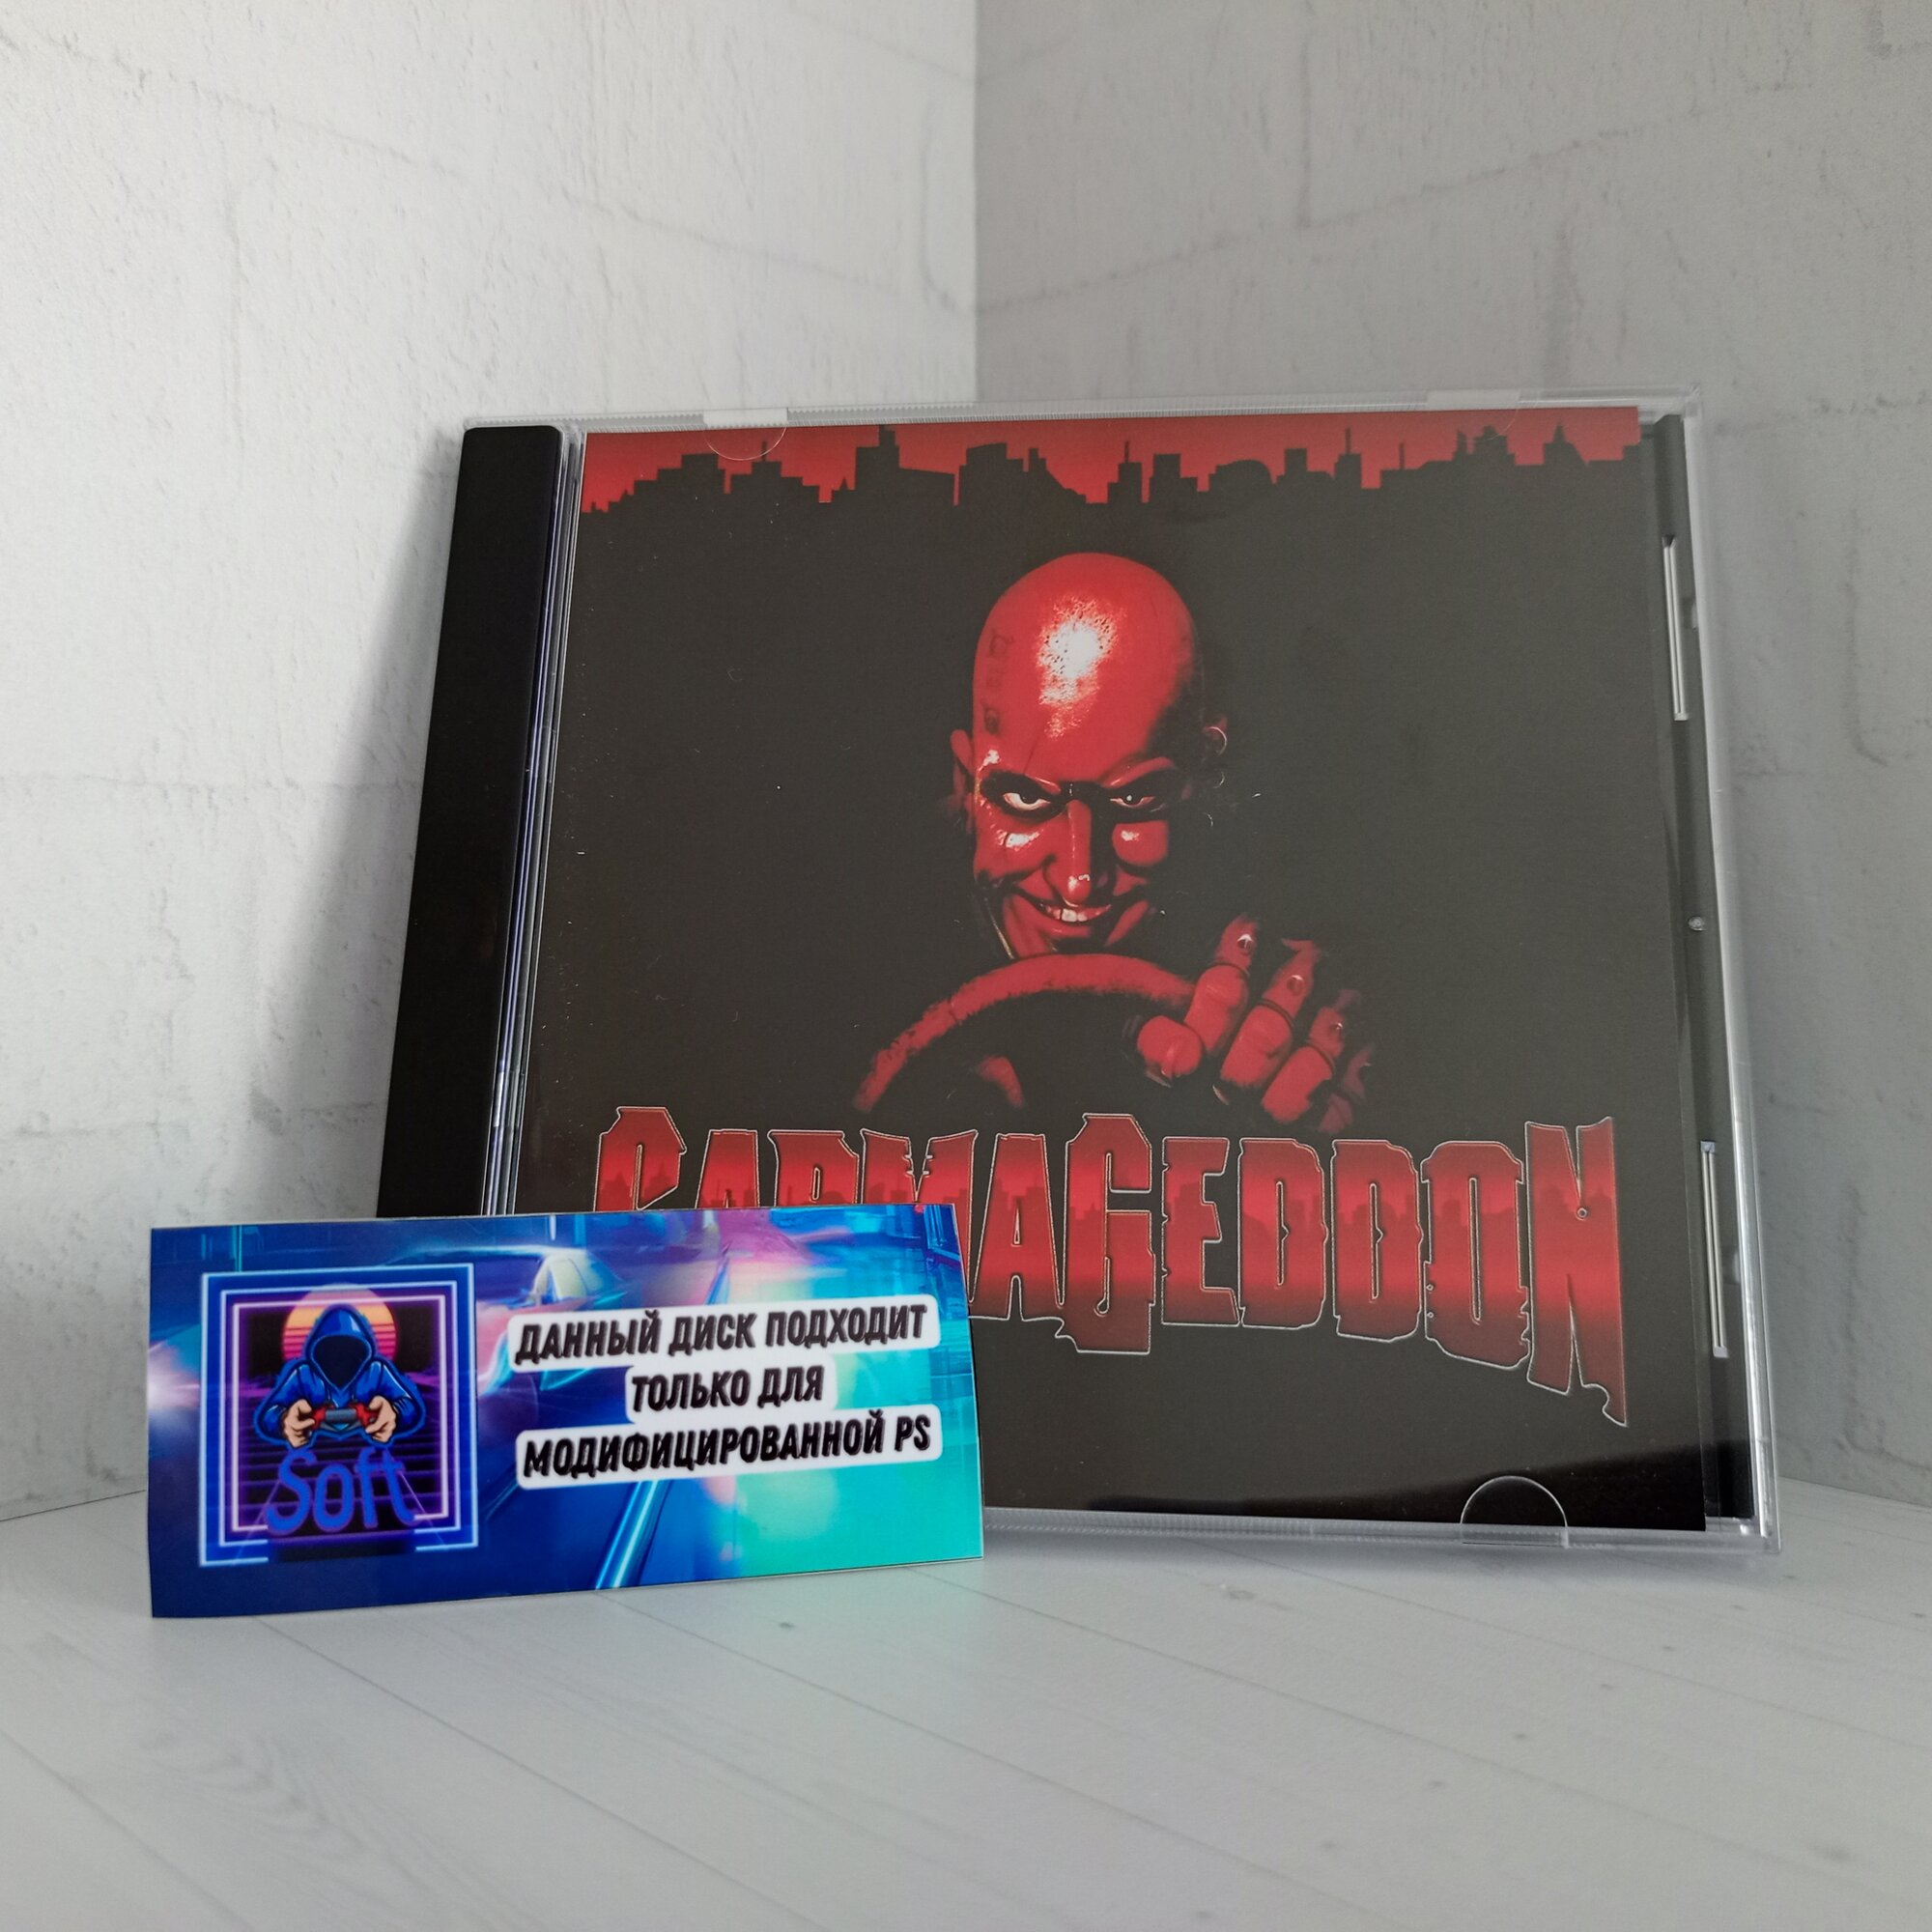 CARMAGEDDON
Soft
ДАННЫЙ ДИСК ПОДХОДИТ
ТОЛЬКО ДЛЯ
МОДИФИЦИРОВАННОЙ PS